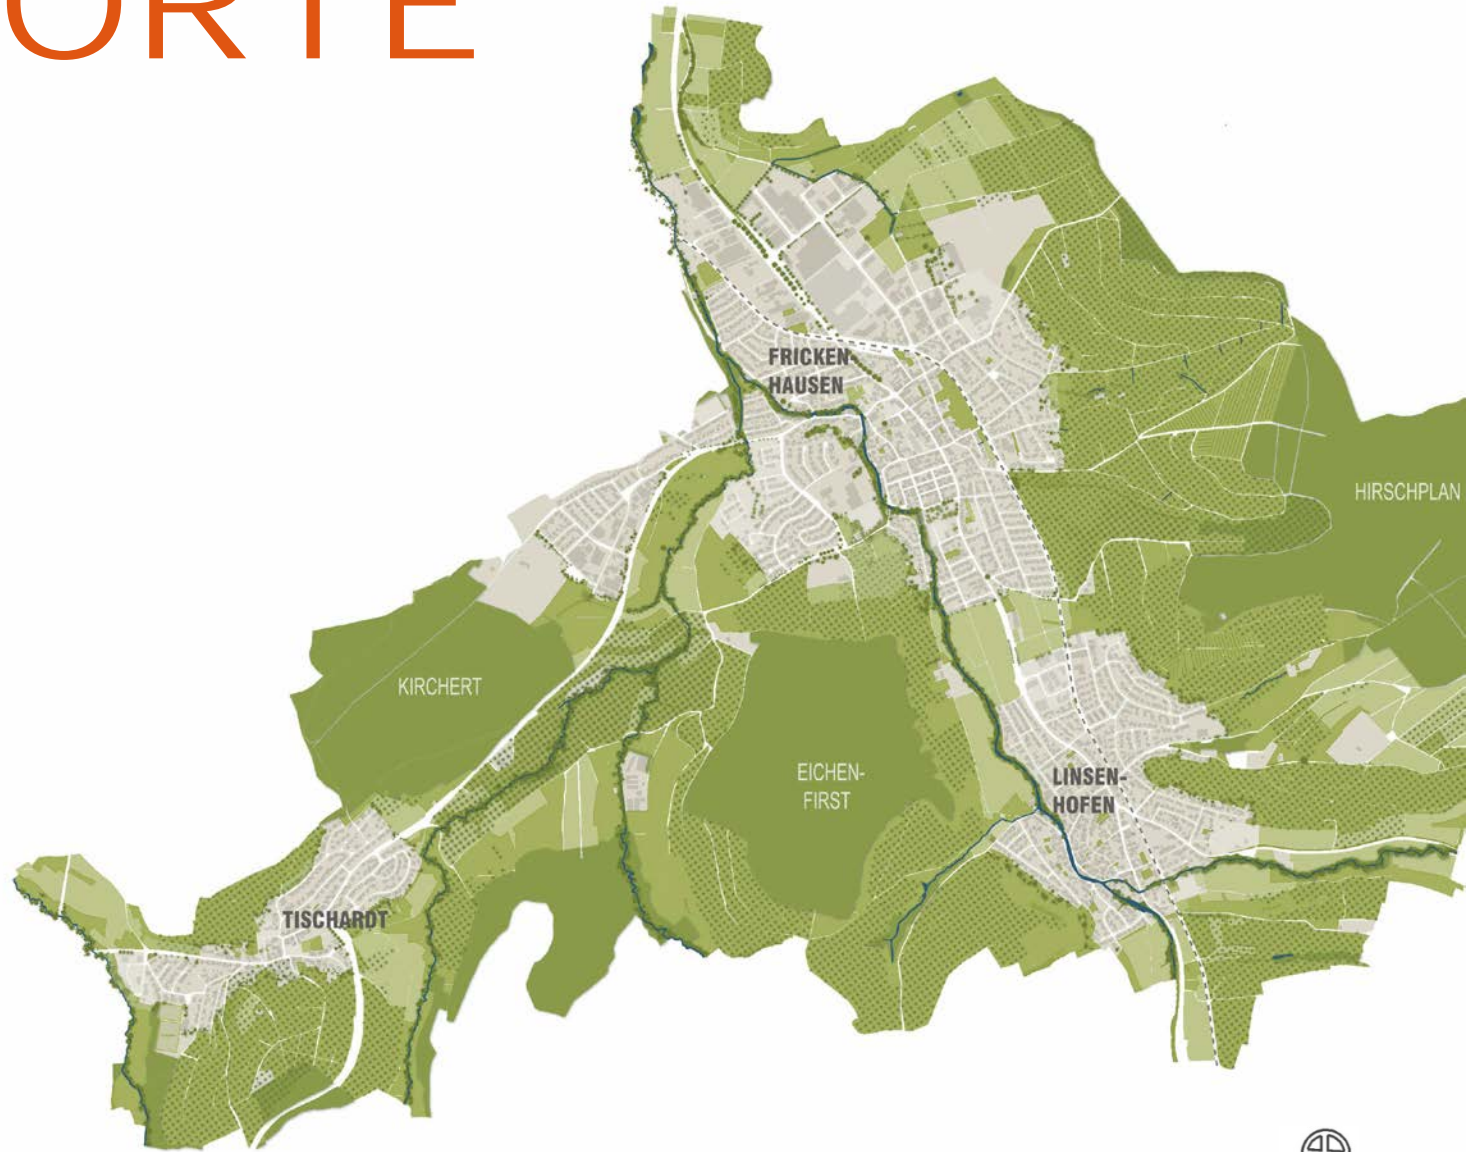 ORTE
FRICKEN-
HAUSEN
HIRSCHPLAN
KIRCHERT
EICHEN-
FIRST
LINSEN-
HOFEN
TISCHARDT